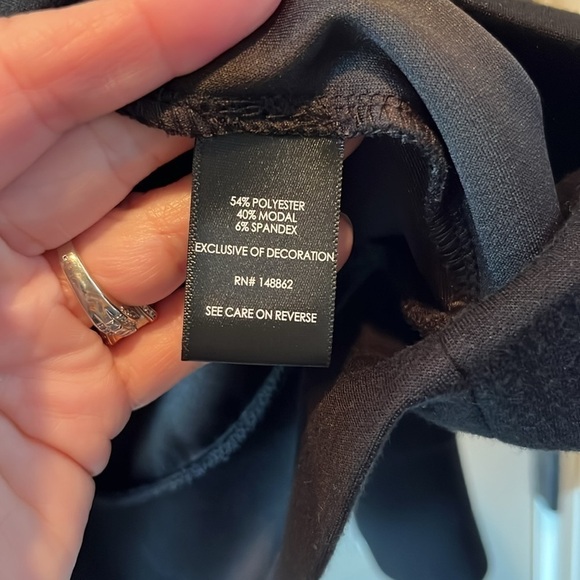 54% POLYESTER
40% MODAL
6% SPANDEX
EXCLUSIVE OF DECORATION
RN# 148862
SEE CARE ON REVERSE